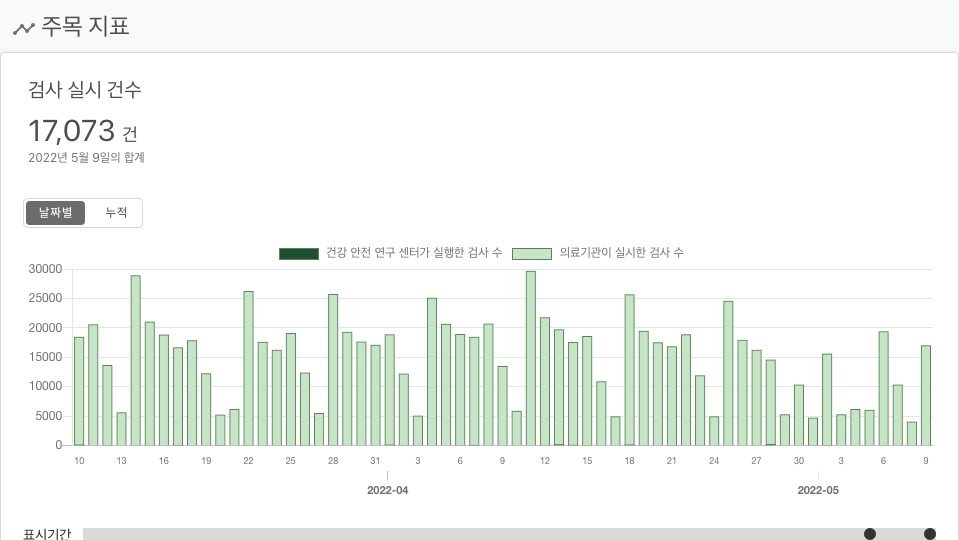 주목 지표
검사 실시 건수
17,073 건
2022년 5월 9일의 합계
날짜별 누적
건강 안전 연구 센터가 실행한 검사 수 의료기관이 실시한 검사 수
30000
25000
20000
15000
10000
5000
0
10 13 16 19 22 25 28 31 3 6 9 12 15 18 21 24 27 30 3 6 9
2022-04 2022-05
표시기간